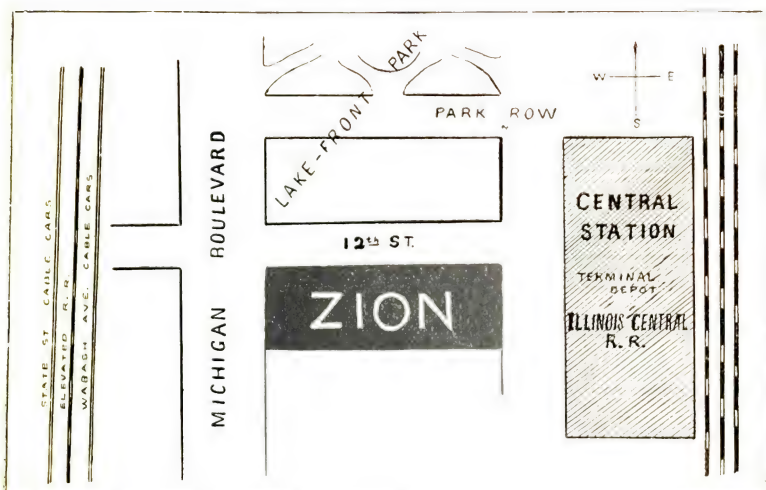 PARK
LAKE-FRONT
PARK ROW
W
E
S
CENTRAL
STATION
TERMINAL
DEPOT
ILLINOIS CENTRAL
R. R.
12th ST.
ZION
MICHIGAN BOULEVARD
STATE ST. CABLE CARS
ELEVATED R. R.
WABASH AVE. CABLE CARS